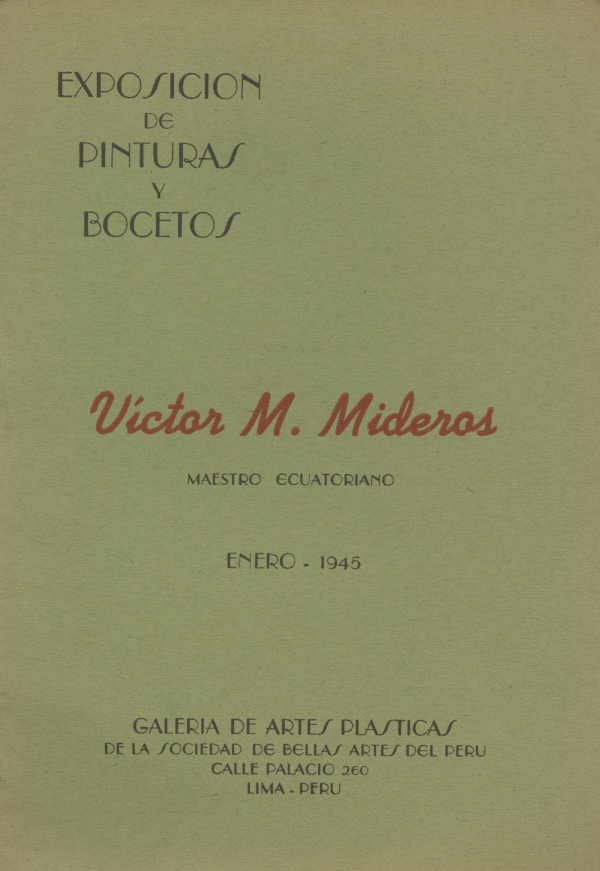 EXPOSICION
DE
PINTURAS
Y
BOCETOS
Víctor M. Mideros
MAESTRO ECUATORIANO
ENERO - 1945
GALERIA DE ARTES PLASTICAS
DE LA SOCIEDAD DE BELLAS ARTES DEL PERU
CALLE PALACIO 260
LIMA - PERU